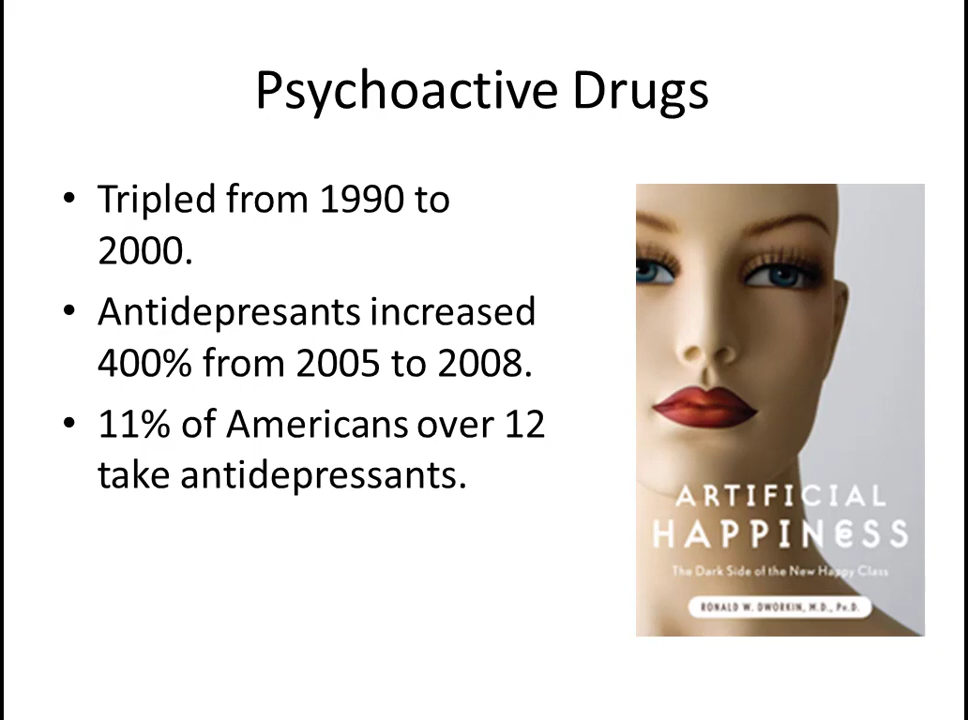 Psychoactive Drugs
• Tripled from 1990 to
2000.
• Antidepresants increased
400% from 2005 to 2008.
• 11% of Americans over 12
take antidepressants.
ARTIFICIAL
HAPPINESS
The Dark Side of the New Happy Class
RONALD W. DWORKIN, M.D., PH.D.